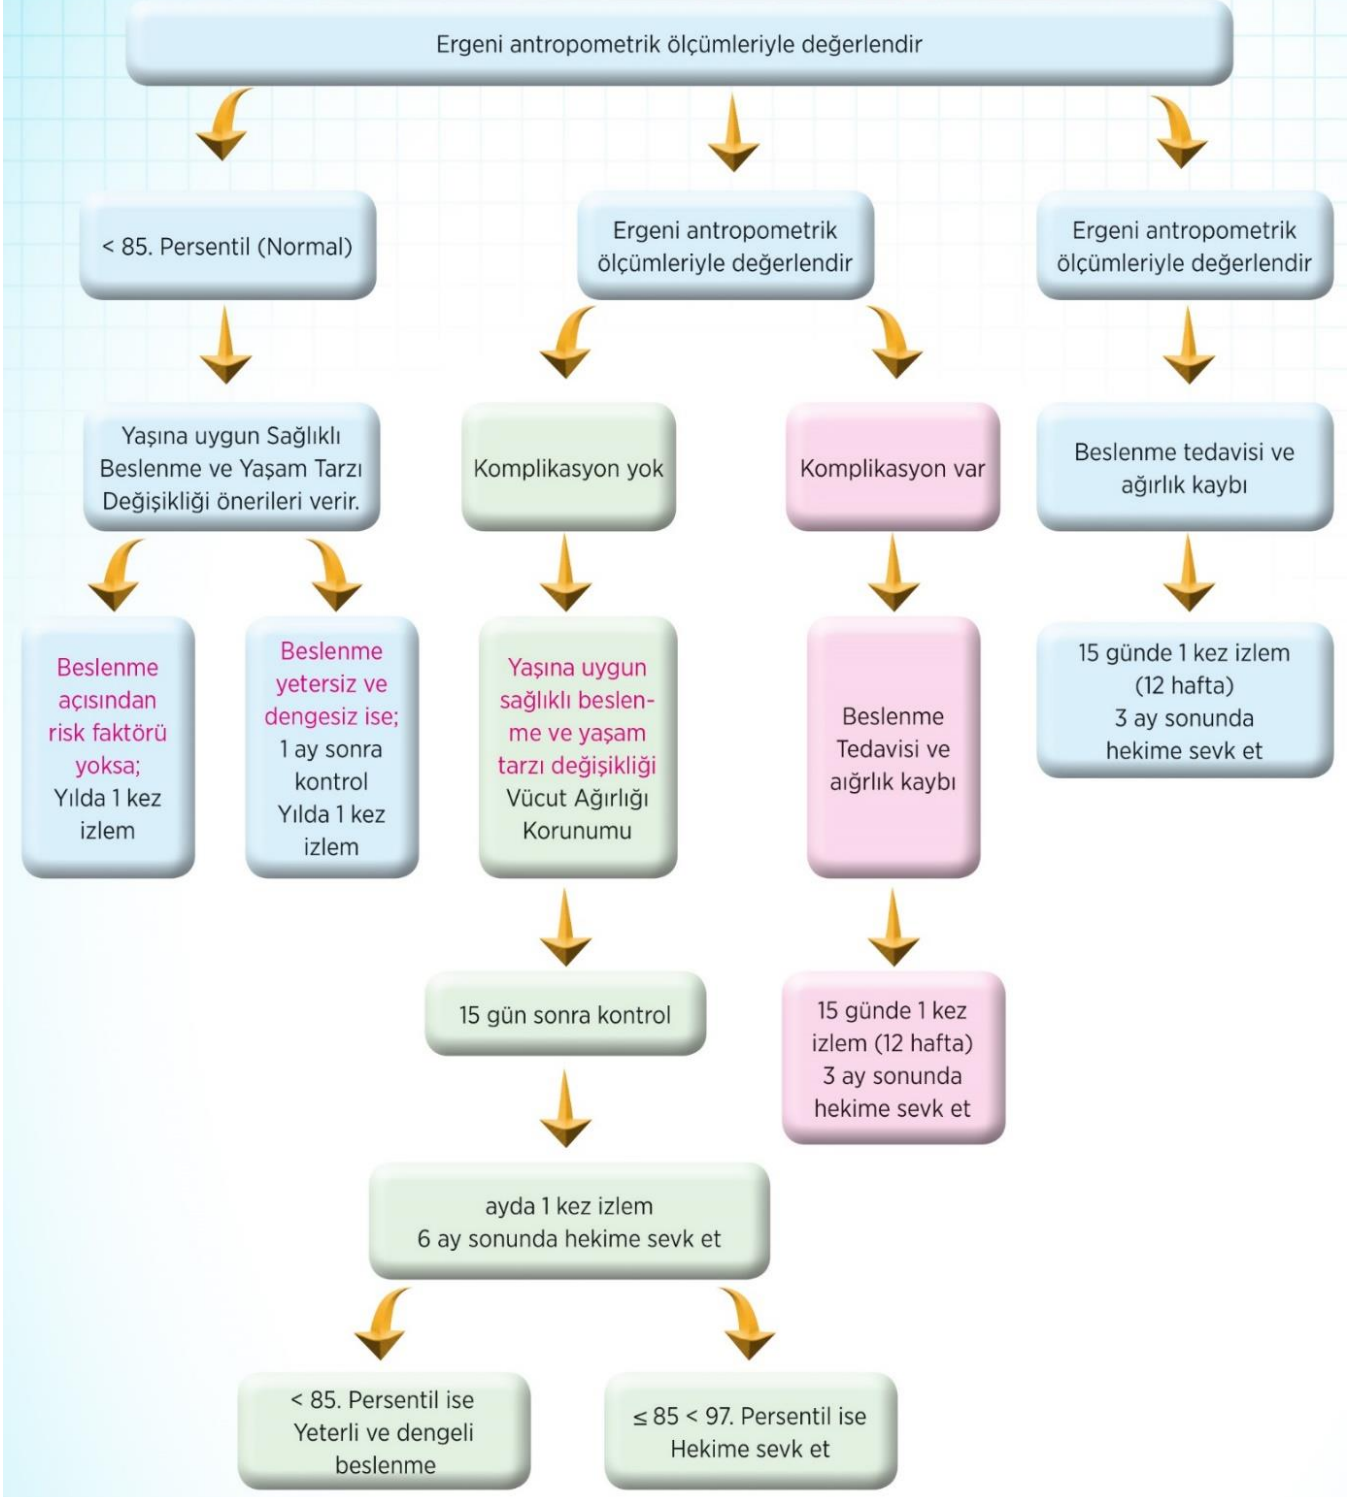 Ergeni antropometrik ölçümleriyle değerlendir
< 85. Persentil (Normal)
Ergeni antropometrik
ölçümleriyle değerlendir
Ergeni antropometrik
ölçümleriyle değerlendir
Yaşına uygun Sağlıklı
Beslenme ve Yaşam Tarzı
Değişikliği önerileri verir.
Komplikasyon yok
Komplikasyon var
Beslenme tedavisi ve
ağırlık kaybı
Beslenme
açısından
risk faktörü
yoksa;
Yılda 1 kez
izlem
Beslenme
yetersiz ve
dengesiz ise;
1 ay sonra
kontrol
Yılda 1 kez
izlem
Yaşına uygun
sağlıklı beslen-
me ve yaşam
tarzı değişikliği
Vücut Ağırlığı
Korunumu
Beslenme
Tedavisi ve
aığrlık kaybı
15 günde 1 kez izlem
(12 hafta)
3 ay sonunda
hekime sevk et
15 gün sonra kontrol
15 günde 1 kez
izlem (12 hafta)
3 ay sonunda
hekime sevk et
ayda 1 kez izlem
6 ay sonunda hekime sevk et
< 85. Persentil ise
Yeterli ve dengeli
beslenme
≤ 85 < 97. Persentil ise
Hekime sevk et